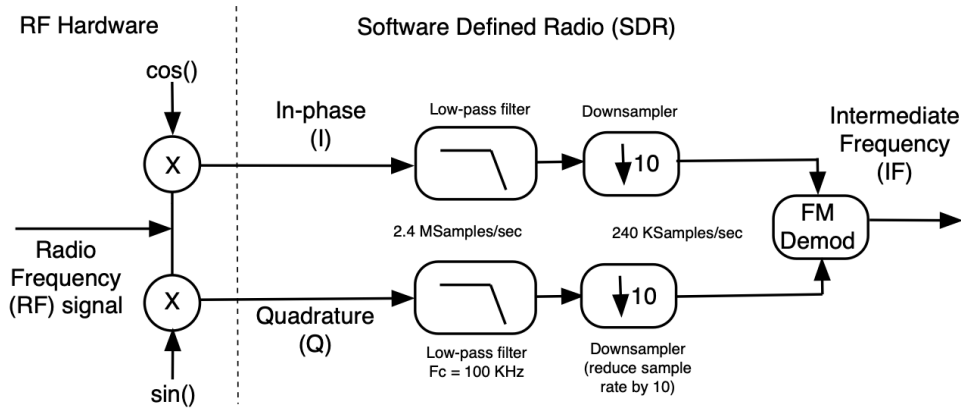 RF Hardware
Software Defined Radio (SDR)
cos()
In-phase
(I)
Low-pass filter
Downsampler
Intermediate
Frequency
(IF)
X
10
FM
Demod
2.4 MSamples/sec
240 KSamples/sec
Radio
Frequency
(RF) signal
X
10
Quadrature
(Q)
Low-pass filter
Fc = 100 KHz
Downsampler
(reduce sample
rate by 10)
sin()